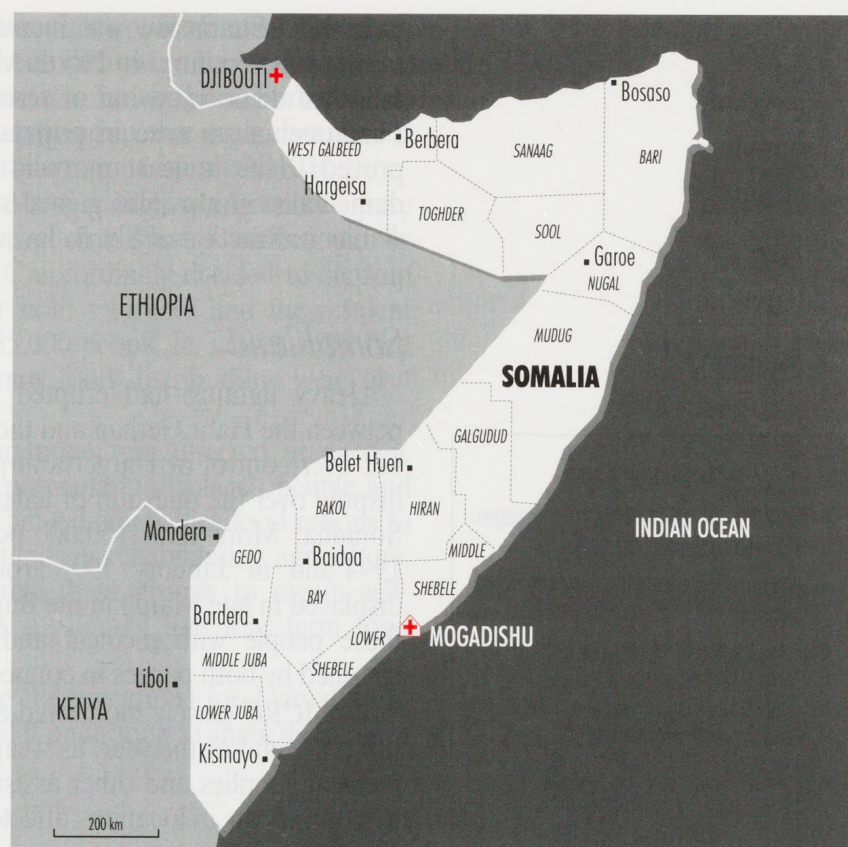 DJIBOUTI
Bosaso
Berbera
WEST GALBEED
SANAAG
BARI
Hargeisa
TOGHDER
SOOL
Garoe
NUGAL
ETHIOPIA
MUDUG
SOMALIA
GALGUDUD
Belet Huen
BAKOL
HIRAN
INDIAN OCEAN
Mandera
GEDO
MIDDLE
Baidoa
SHEBELE
BAY
Bardera
LOWER
MOGADISHU
MIDDLE JUBA
SHEBELE
Liboi
KENYA
LOWER JUBA
Kismayo
200 km